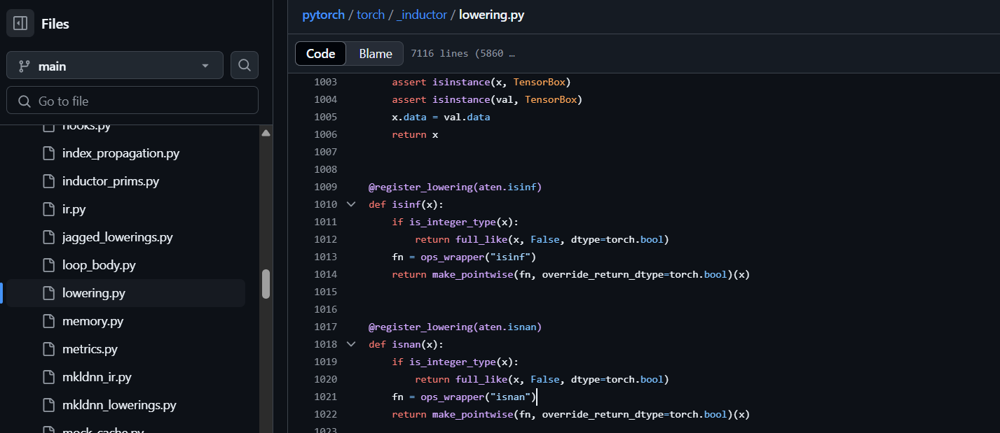 Files
main
Go to file
hooks.py
index_propagation.py
inductor_prims.py
ir.py
jagged_lowerings.py
loop_body.py
lowering.py
memory.py
metrics.py
mkldnn_ir.py
mkldnn_lowerings.py
mock_cache.py
pytorch / torch / _inductor / lowering.py
Code Blame 7116 lines (5860 …
1003 assert isinstance(x, TensorBox)
1004 assert isinstance(val, TensorBox)
1005 x.data = val.data
1006 return x
1007
1008
1009 @register_lowering(aten.isinf)
1010 def isinf(x):
1011 if is_integer_type(x):
1012 return full_like(x, False, dtype=torch.bool)
1013 fn = ops_wrapper("isinf")
1014 return make_pointwise(fn, override_return_dtype=torch.bool)(x)
1015
1016
1017 @register_lowering(aten.isnan)
1018 def isnan(x):
1019 if is_integer_type(x):
1020 return full_like(x, False, dtype=torch.bool)
1021 fn = ops_wrapper("isnan")
1022 return make_pointwise(fn, override_return_dtype=torch.bool)(x)
1023